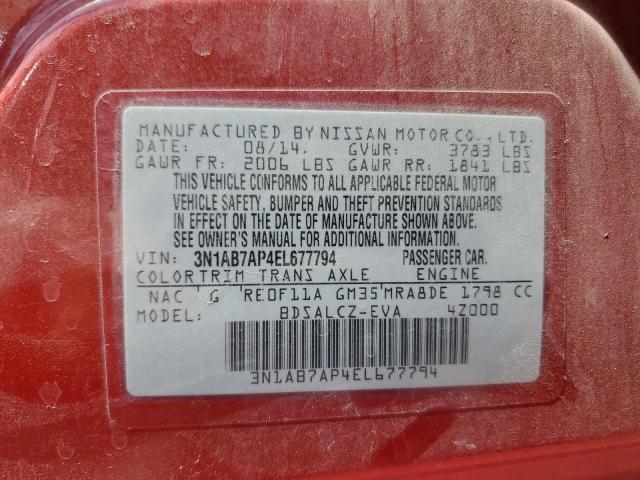 MANUFACTURED BY NISSAN MOTOR CO., LTD.
DATE: 08/14. GVWR: 3783 LBS
GAWR FR: 2006 LBS GAWR RR: 1841 LBS
THIS VEHICLE CONFORMS TO ALL APPLICABLE FEDERAL MOTOR
VEHICLE SAFETY, BUMPER AND THEFT PREVENTION STANDARDS
IN EFFECT ON THE DATE OF MANUFACTURE SHOWN ABOVE.
SEE OWNER'S MANUAL FOR ADDITIONAL INFORMATION.
VIN: 3N1AB7AP4EL677794 PASSENGER CAR.
COLOR TRIM TRANS AXLE ENGINE
NAC G RE0F11A GM35 MRA8DE 1798 CC
MODEL: BDSALCZ-EVA 4Z000
3N1AB7AP4EL677794